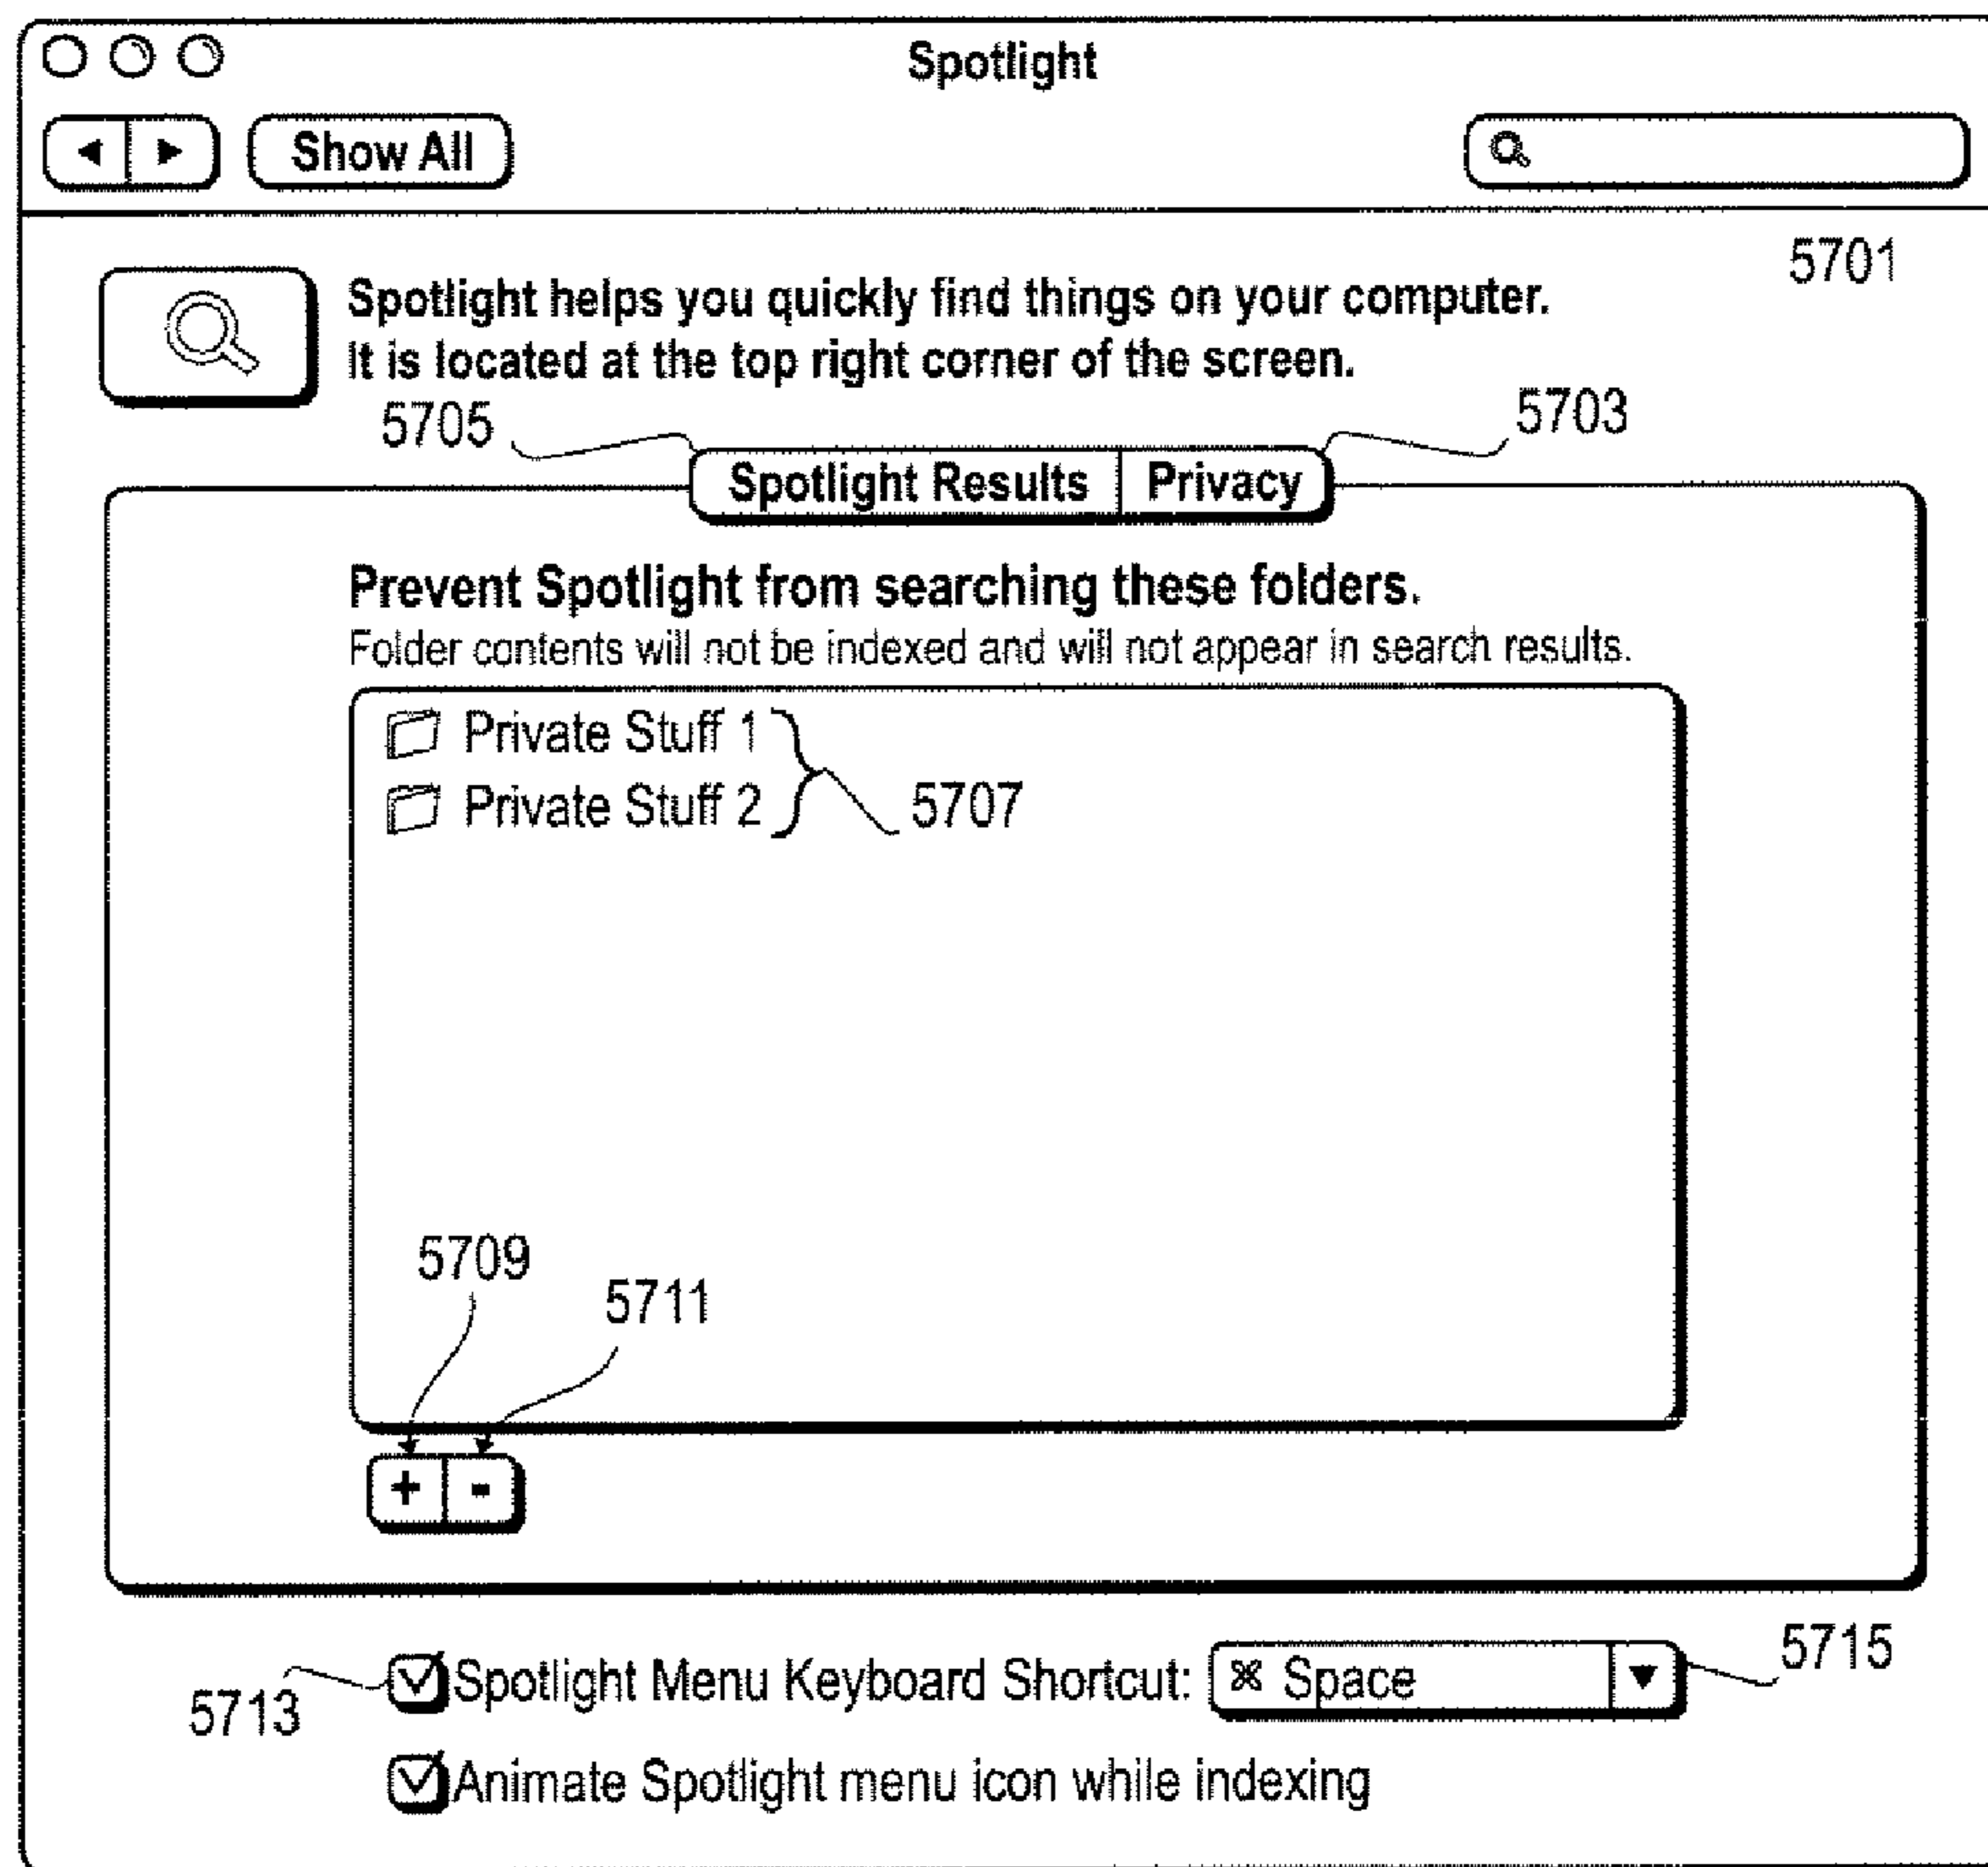 Spotlight
Show All
5701
Spotlight helps you quickly find things on your computer.
It is located at the top right corner of the screen.
5705
5703
Spotlight Results Privacy
Prevent Spotlight from searching these folders.
Folder contents will not be indexed and will not appear in search results.
Private Stuff 1
Private Stuff 2
5707
5709
5711
+ -
Spotlight Menu Keyboard Shortcut: ⌘ Space
5715
5713
Animate Spotlight menu icon while indexing